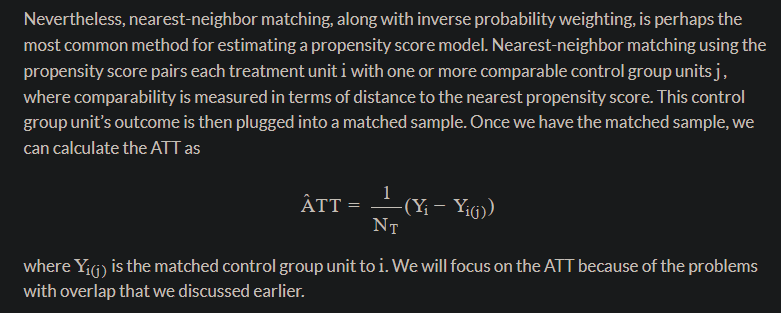 Nevertheless, nearest-neighbor matching, along with inverse probability weighting, is perhaps the
most common method for estimating a propensity score model. Nearest-neighbor matching using the
propensity score pairs each treatment unit i with one or more comparable control group units j,
where comparability is measured in terms of distance to the nearest propensity score. This control
group unit's outcome is then plugged into a matched sample. Once we have the matched sample, we
can calculate the ATT as
ÂTT = 1/N_T (Y_i − Y_i(j))
where Y_i(j) is the matched control group unit to i. We will focus on the ATT because of the problems
with overlap that we discussed earlier.